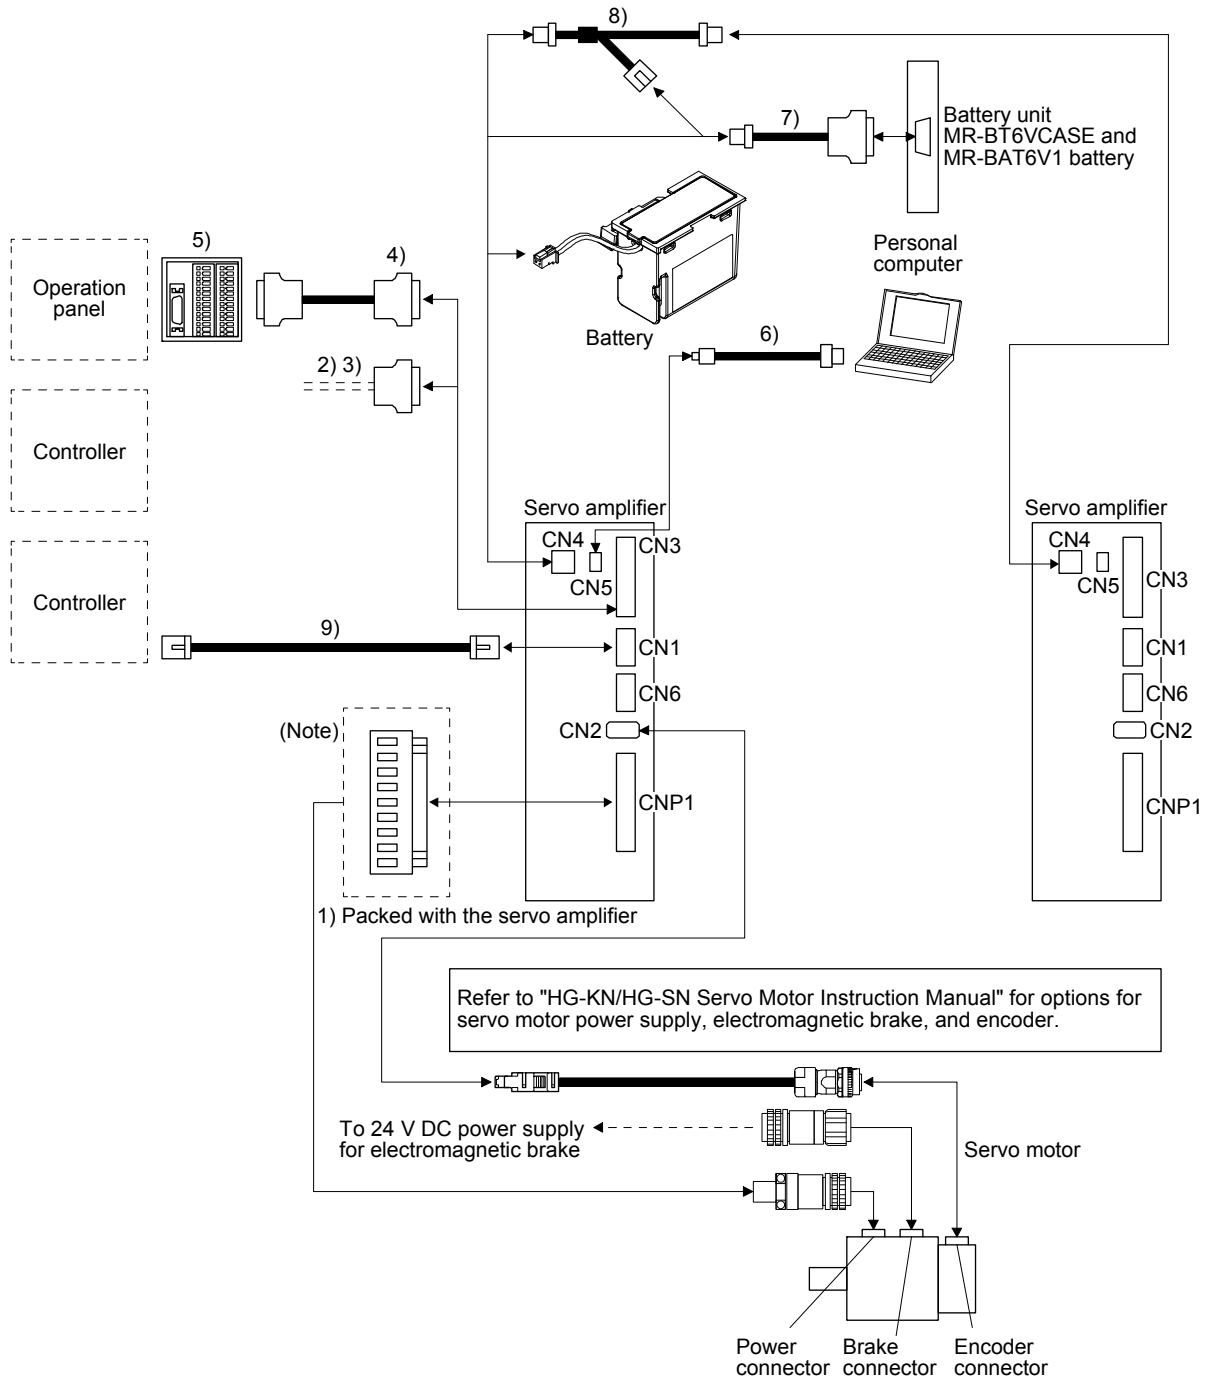 8)
7)
Battery unit
MR-BT6VCASE and
MR-BAT6V1 battery
5)
4)
Personal
computer
Operation
panel
Battery
6)
2) 3)
Controller
Servo amplifier
Servo amplifier
CN4
CN3
CN5
CN4
CN5
CN3
Controller
9)
CN1
CN1
CN6
CN6
(Note)
CN2
CN2
CNP1
CNP1
1) Packed with the servo amplifier
Refer to "HG-KN/HG-SN Servo Motor Instruction Manual" for options for
servo motor power supply, electromagnetic brake, and encoder.
To 24 V DC power supply
for electromagnetic brake
Servo motor
Power
connector
Brake
connector
Encoder
connector